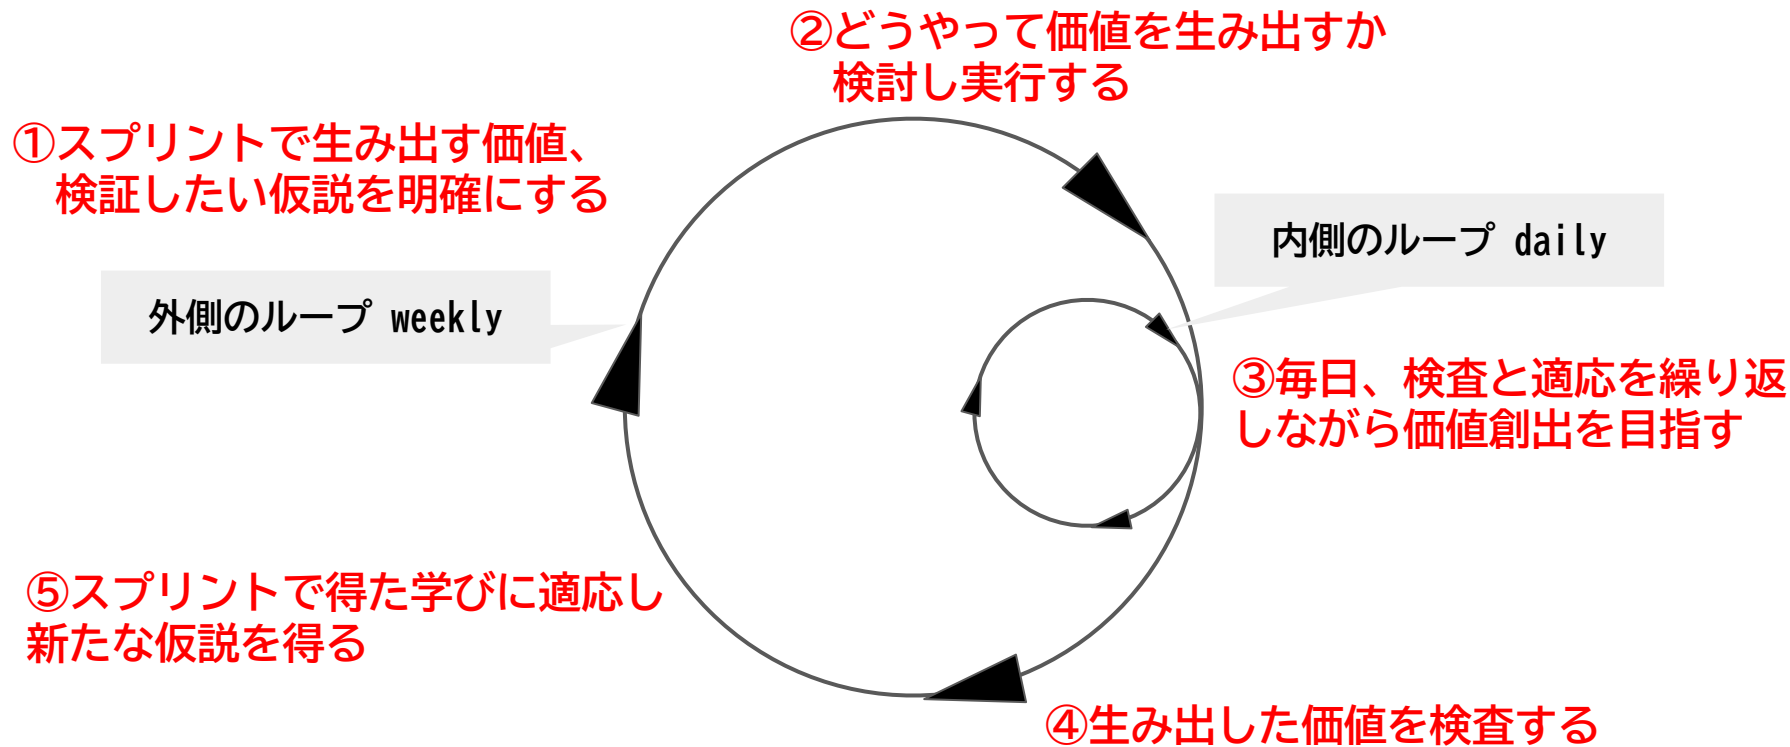 ②どうやって価値を生み出すか
検討し実行する
①スプリントで生み出す価値、
検証したい仮説を明確にする
内側のループ daily
外側のループ weekly
③毎日、検査と適応を繰り返
しながら価値創出を目指す
⑤スプリントで得た学びに適応し
新たな仮説を得る
④生み出した価値を検査する